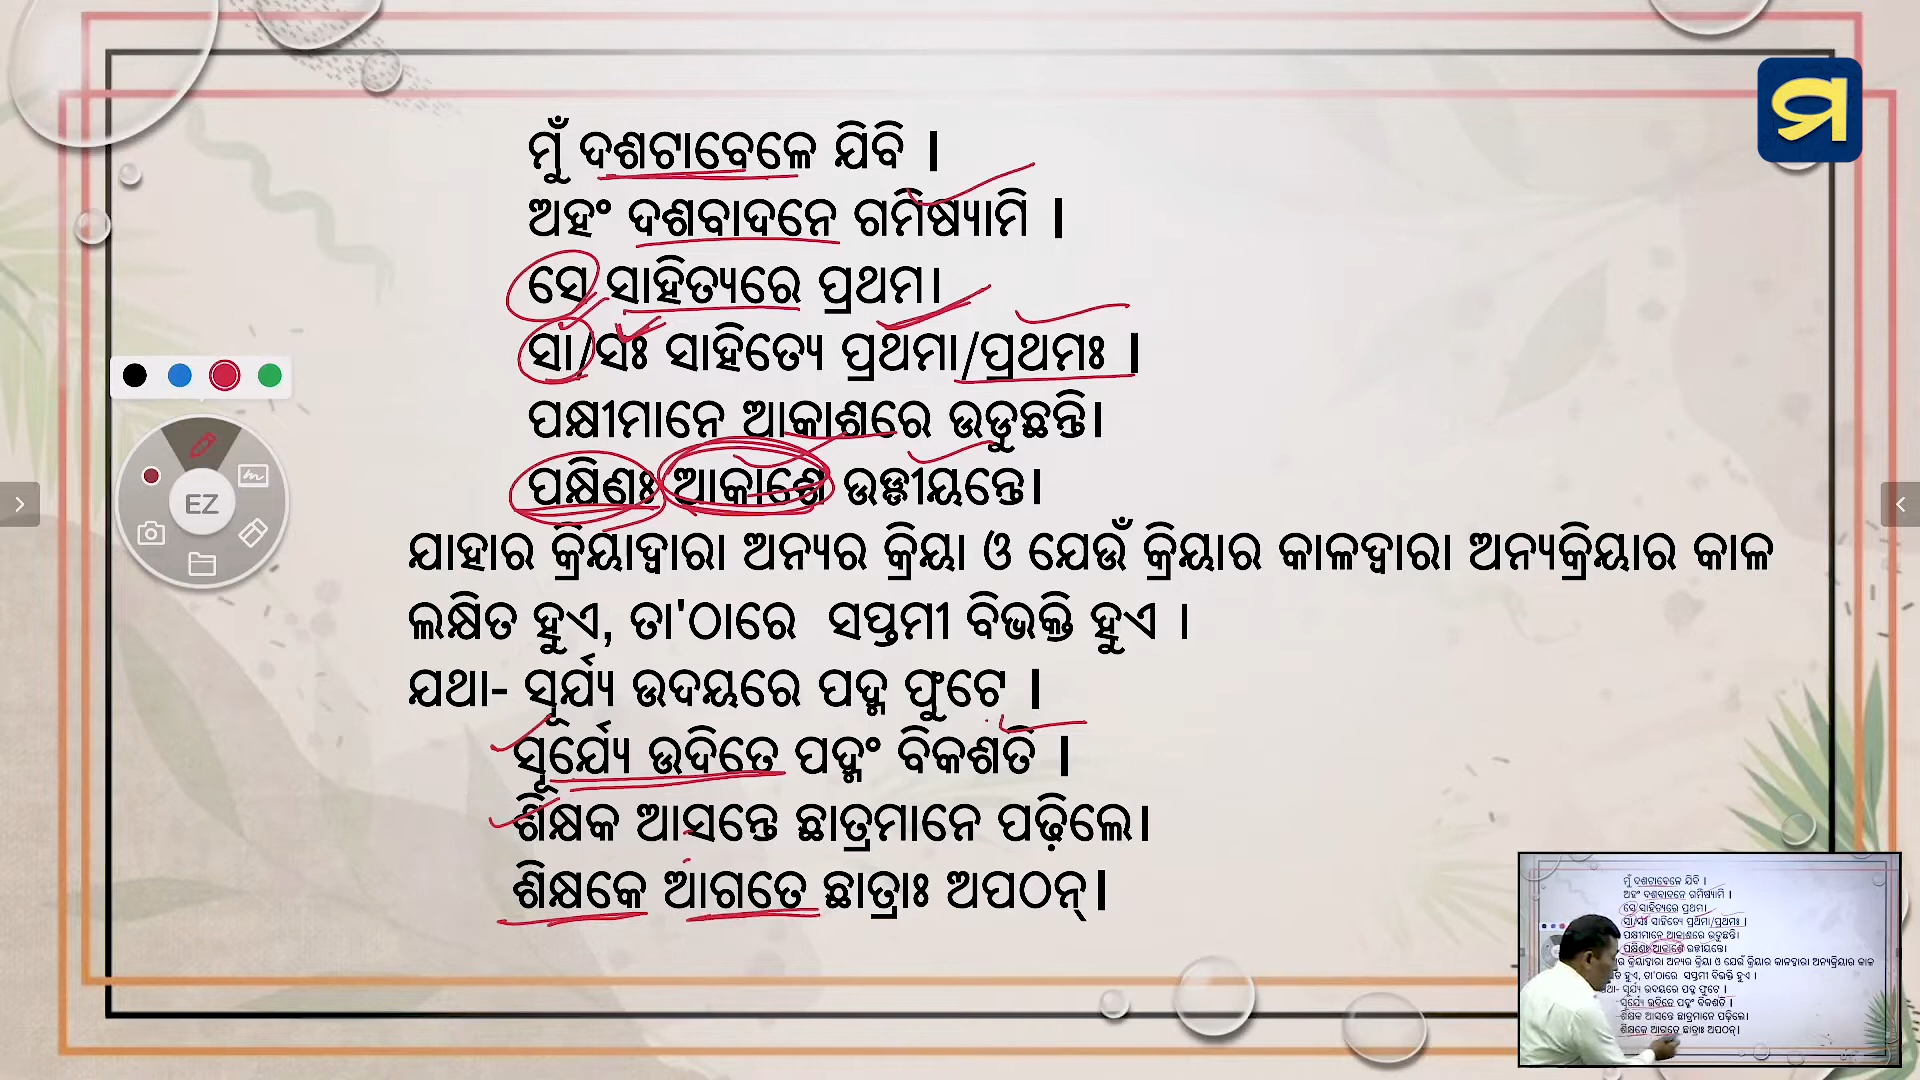 ମ
ମୁଁ ଦଶଟାବେଳେ ଯିବି ।
ଅହଂ ଦଶବାଦନେ ଗମିଷ୍ୟାମି ।
ସେ ସାହିତ୍ୟରେ ପ୍ରଥମ।
ସା/ସଃ ସାହିତ୍ୟେ ପ୍ରଥମା/ପ୍ରଥମଃ ।
ପକ୍ଷୀମାନେ ଆକାଶରେ ଉଡୁଛନ୍ତି।
ପକ୍ଷିଣଃ ଆକାଶେ ଉଡ୍ଡୀୟନ୍ତେ।
ଯାହାର କ୍ରିୟାଦ୍ୱାରା ଅନ୍ୟର କ୍ରିୟା ଓ ଯେଉଁ କ୍ରିୟାର କାଳଦ୍ୱାରା ଅନ୍ୟକ୍ରିୟାର କାଳ
ଲକ୍ଷିତ ହୁଏ, ତା'ଠାରେ ସପ୍ତମୀ ବିଭକ୍ତି ହୁଏ ।
ଯଥା- ସୂର୍ଯ୍ୟ ଉଦୟରେ ପଦ୍ମ ଫୁଟେ ।
ସୂର୍ଯ୍ୟେ ଉଦିତେ ପଦ୍ମଂ ବିକଶତି ।
ଶିକ୍ଷକ ଆସନ୍ତେ ଛାତ୍ରମାନେ ପଢ଼ିଲେ।
ଶିକ୍ଷକେ ଆଗତେ ଛାତ୍ରାଃ ଅପଠନ୍।
EZ